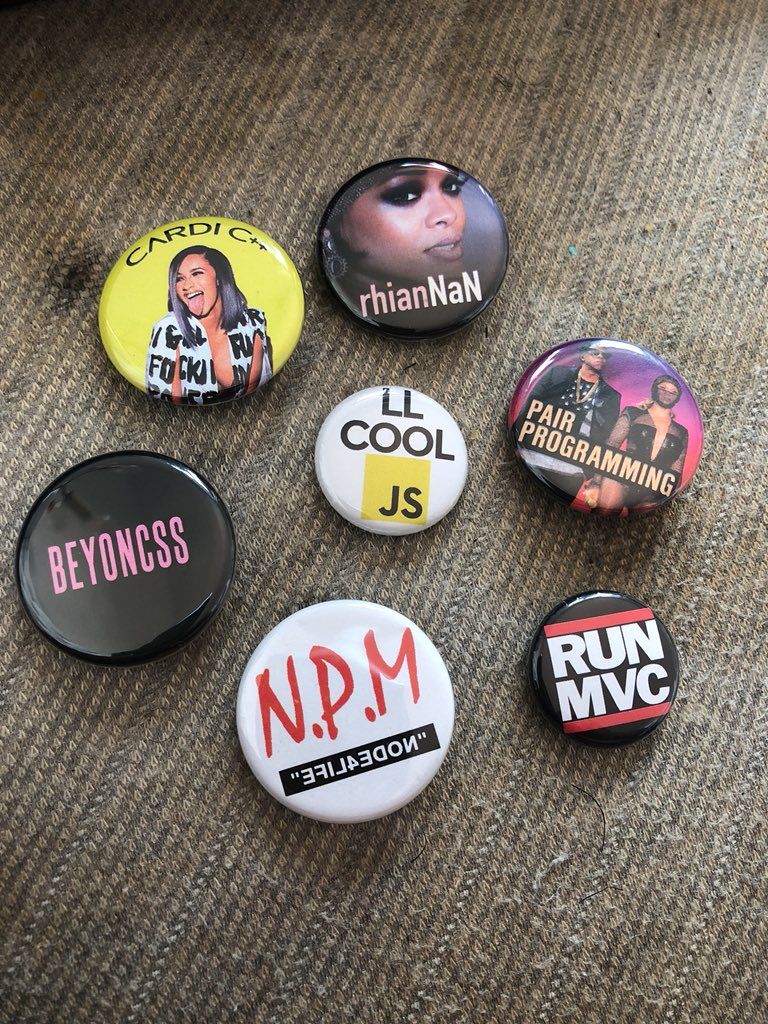 CARDI C++
rhianNaN
LL
COOL
JS
PAIR
PROGRAMMING
BEYONCSS
N.P.M
"NODE4LIFE"
RUN
MVC